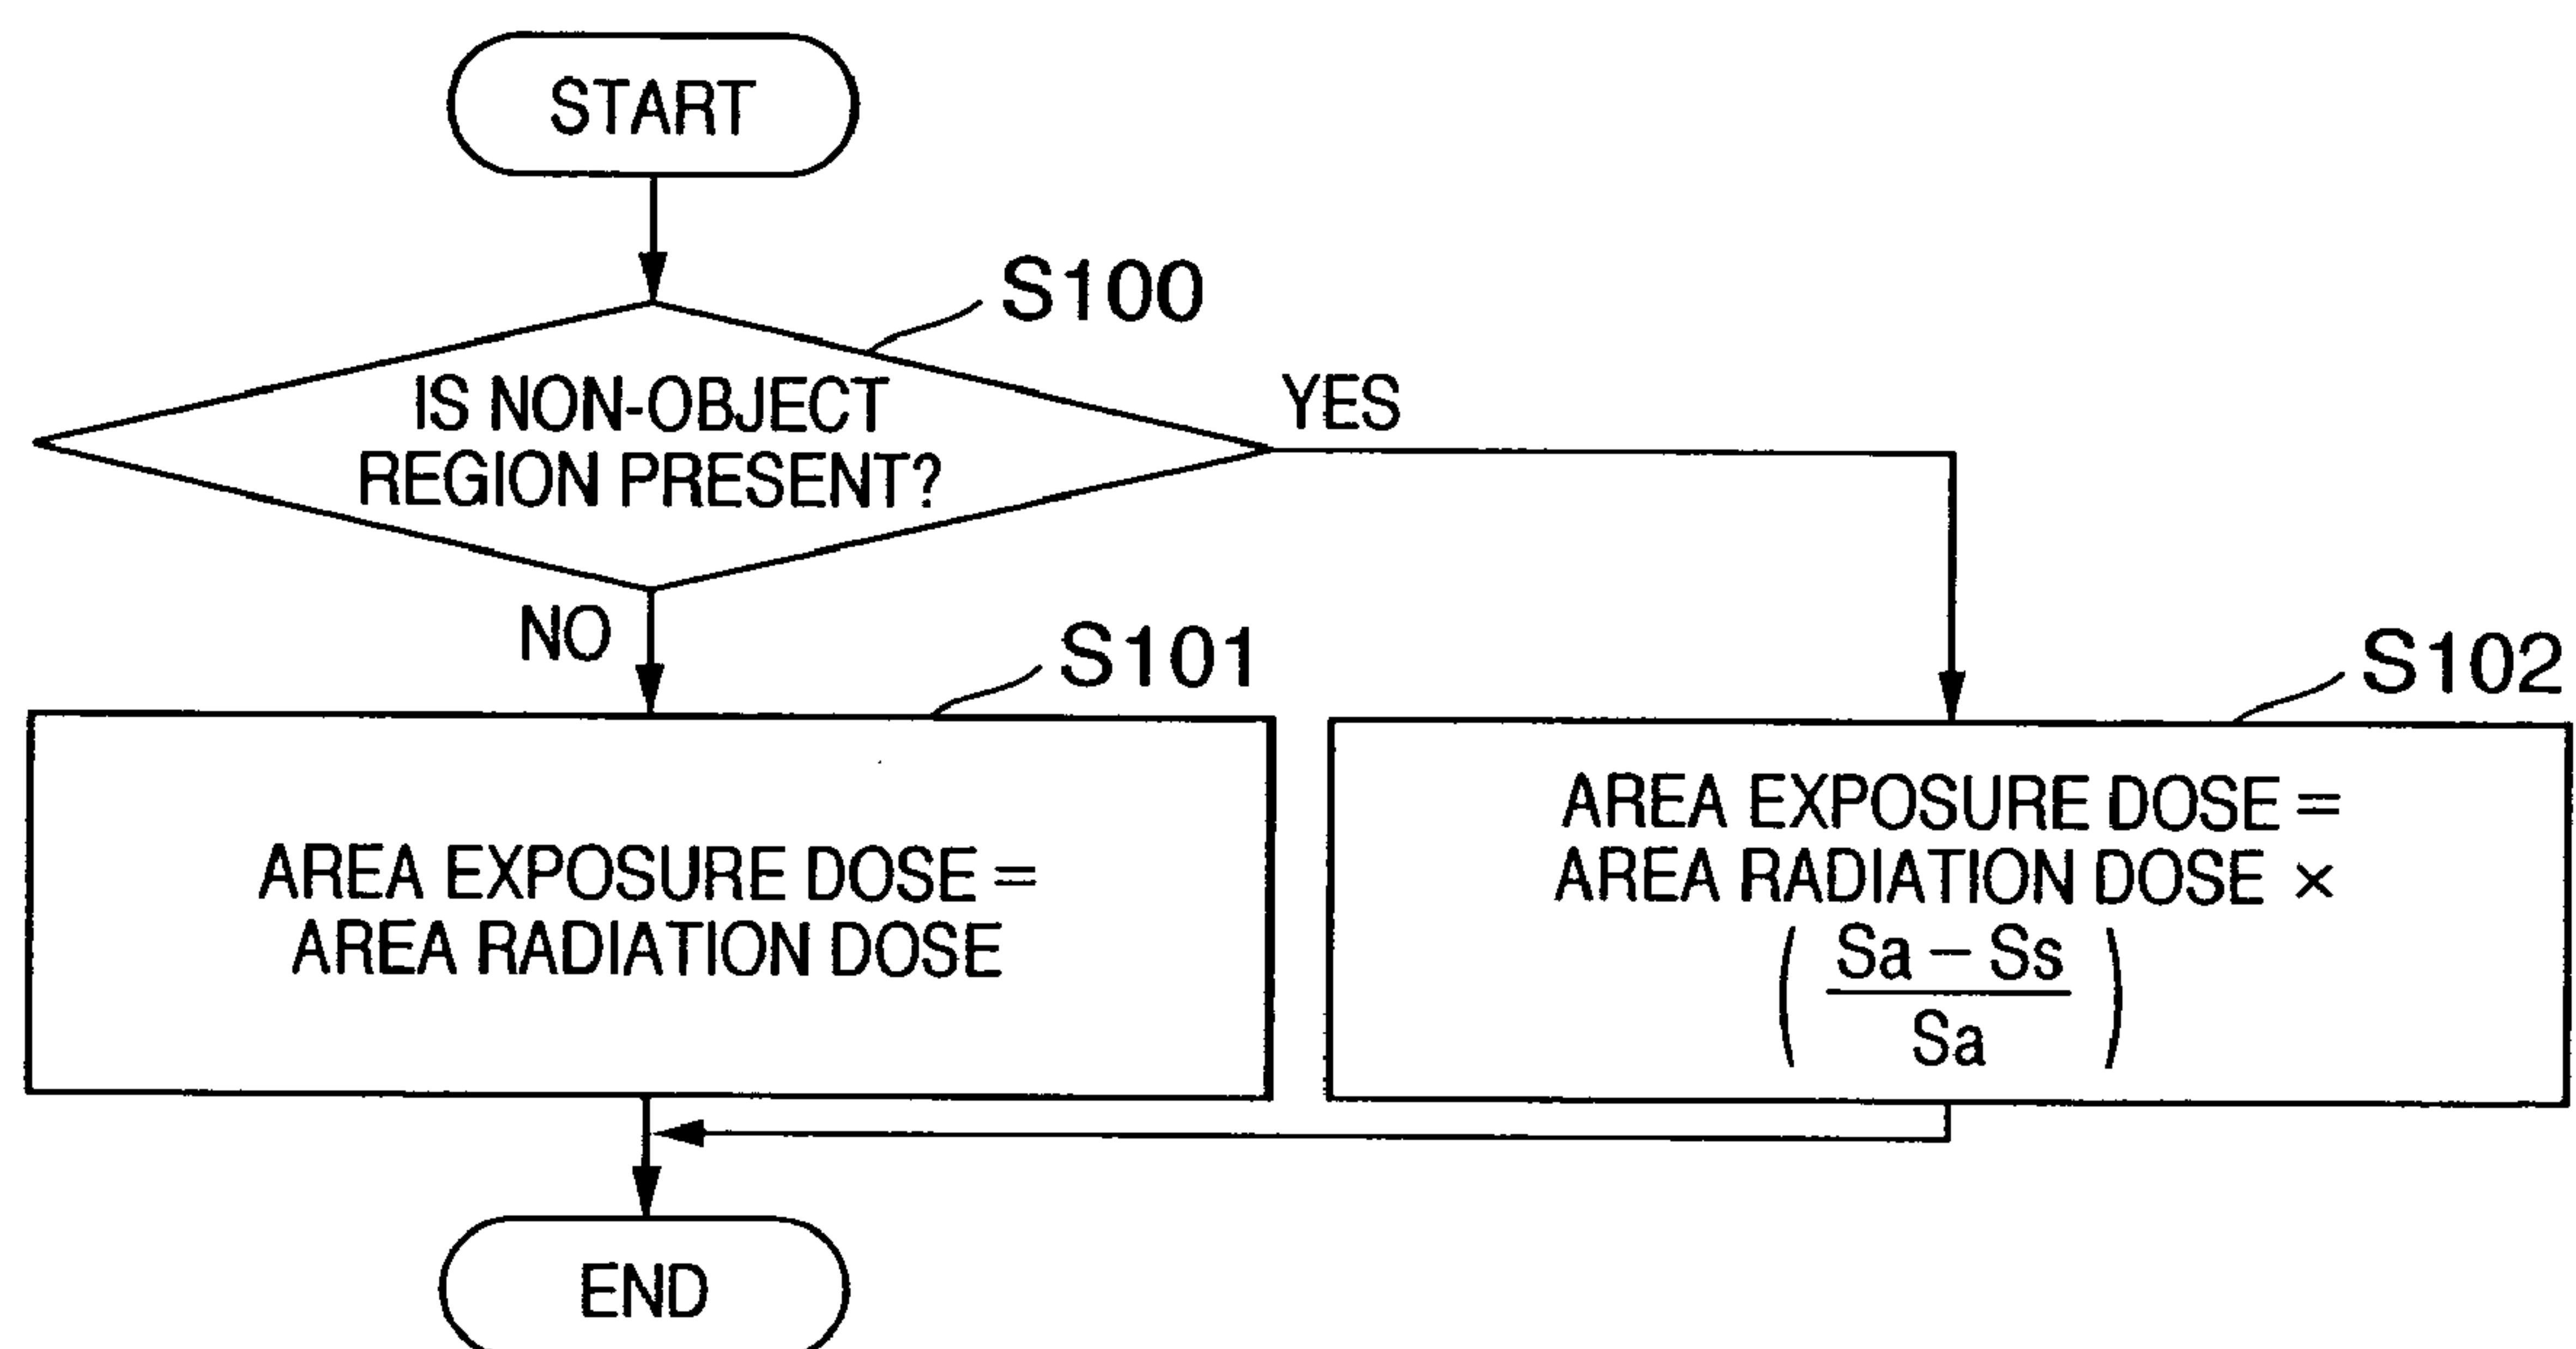 START
S100
IS NON-OBJECT
REGION PRESENT?
YES
NO
S101
AREA EXPOSURE DOSE =
AREA RADIATION DOSE
S102
AREA EXPOSURE DOSE =
AREA RADIATION DOSE ×
( Sa – Ss
Sa )
END